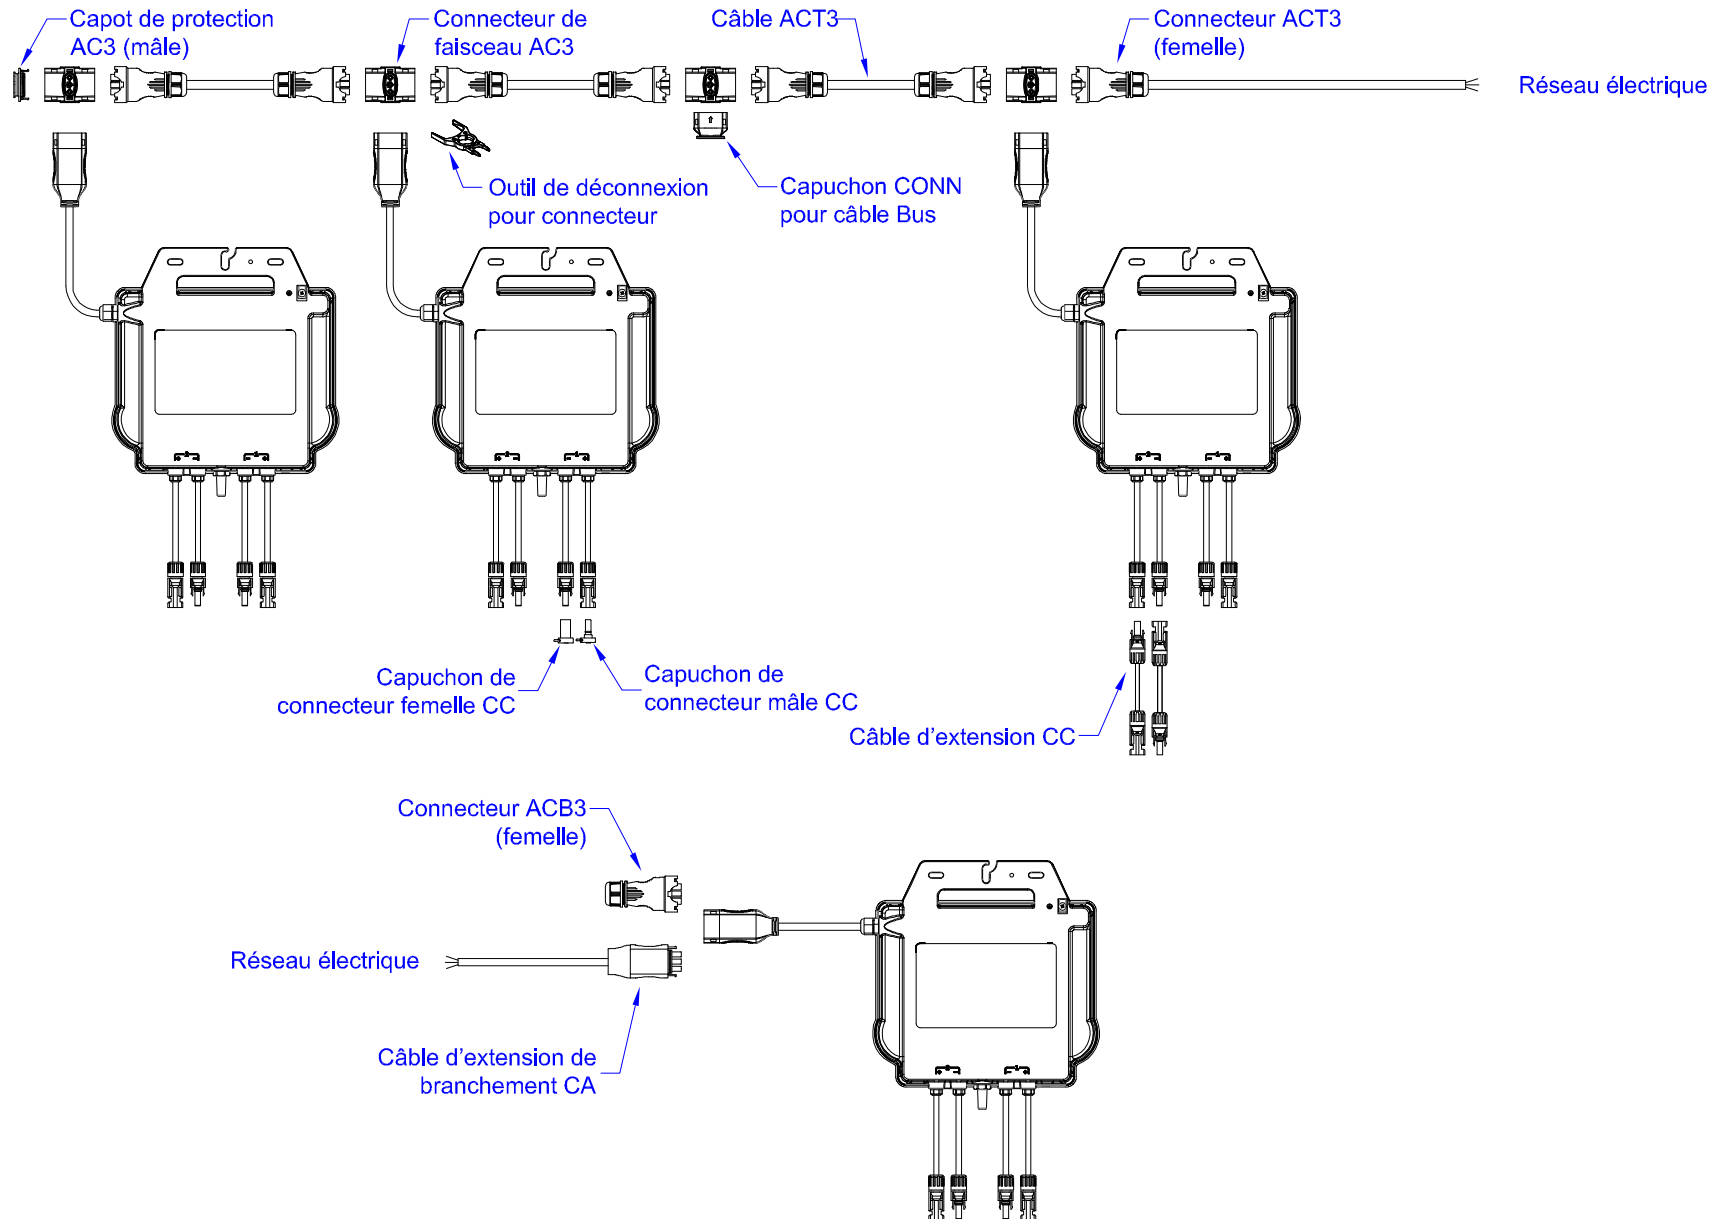 Capot de protection
AC3 (mâle)
Connecteur de
faisceau AC3
Câble ACT3
Connecteur ACT3
(femelle)
Réseau électrique
Outil de déconnexion
pour connecteur
Capuchon CONN
pour câble Bus
Capuchon de
connecteur femelle CC
Capuchon de
connecteur mâle CC
Câble d’extension CC
Connecteur ACB3
(femelle)
Réseau électrique
Câble d’extension de
branchement CA